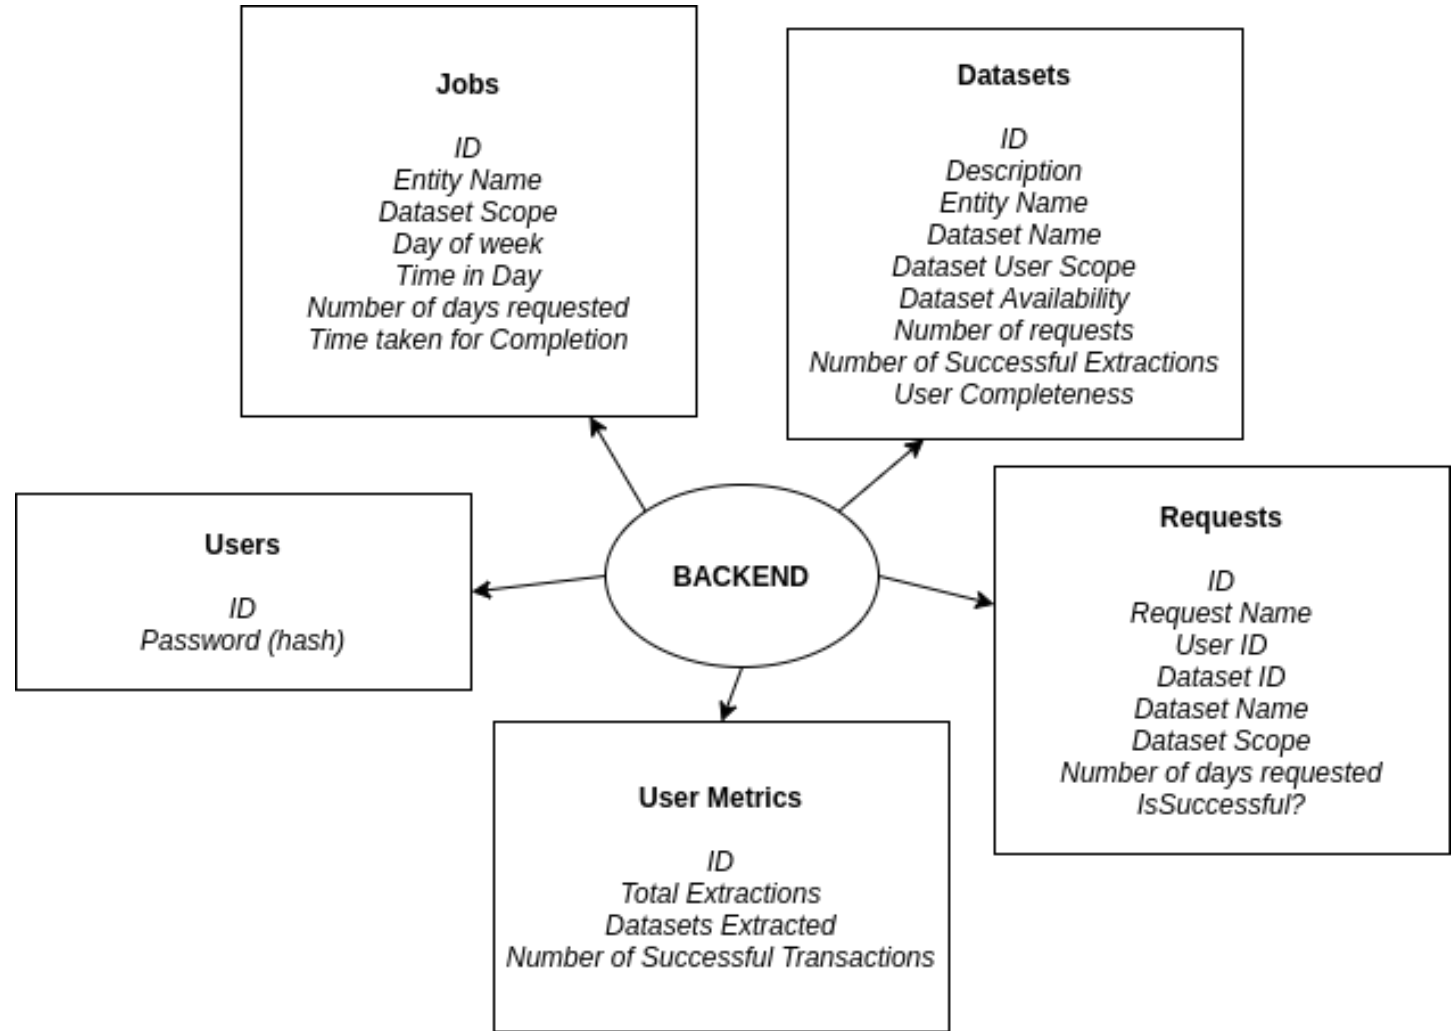 Jobs
ID
Entity Name
Dataset Scope
Day of week
Time in Day
Number of days requested
Time taken for Completion
Datasets
ID
Description
Entity Name
Dataset Name
Dataset User Scope
Dataset Availability
Number of requests
Number of Successful Extractions
User Completeness
Users
ID
Password (hash)
BACKEND
Requests
ID
Request Name
User ID
Dataset ID
Dataset Name
Dataset Scope
Number of days requested
IsSuccessful?
User Metrics
ID
Total Extractions
Datasets Extracted
Number of Successful Transactions